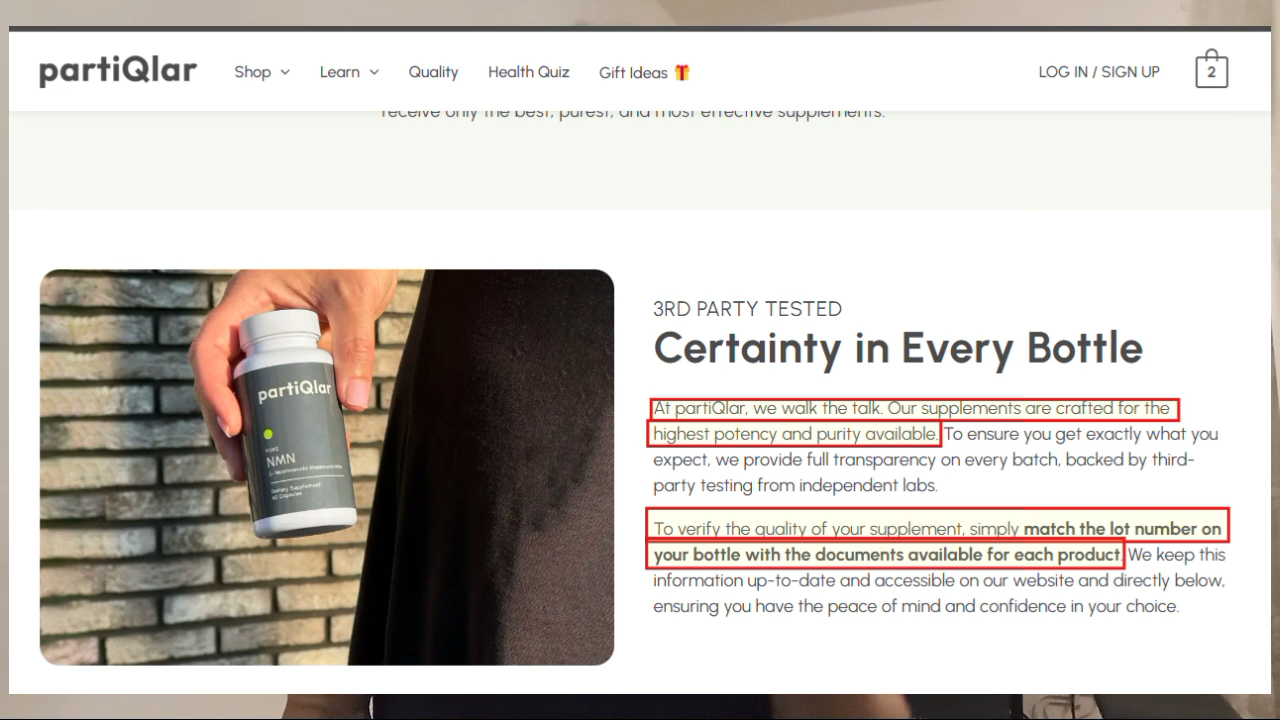 partiQlar
Shop
Learn
Quality
Health Quiz
Gift Ideas
LOG IN / SIGN UP
2
receive only the best, purest, and most effective supplements.
partiQlar
PURE
NMN
Dietary Supplement
60 Capsules
3RD PARTY TESTED
Certainty in Every Bottle
At partiQlar, we walk the talk. Our supplements are crafted for the
highest potency and purity available. To ensure you get exactly what you
expect, we provide full transparency on every batch, backed by third-
party testing from independent labs.
To verify the quality of your supplement, simply match the lot number on
your bottle with the documents available for each product. We keep this
information up-to-date and accessible on our website and directly below,
ensuring you have the peace of mind and confidence in your choice.